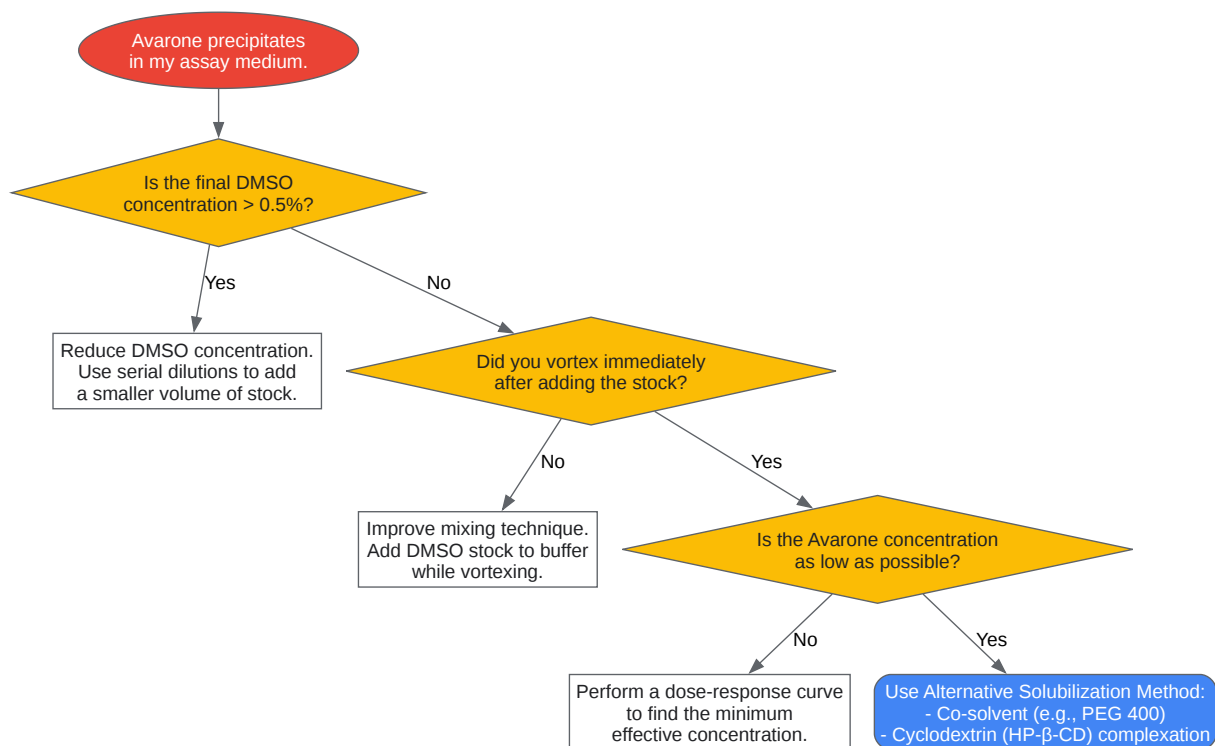 Avarone precipitates
in my assay medium.
Is the final DMSO
concentration > 0.5%?
Yes
No
Reduce DMSO concentration.
Use serial dilutions to add
a smaller volume of stock.
Did you vortex immediately
after adding the stock?
No
Yes
Improve mixing technique.
Add DMSO stock to buffer
while vortexing.
Is the Avarone concentration
as low as possible?
No
Yes
Perform a dose-response curve
to find the minimum
effective concentration.
Use Alternative Solubilization Method:
- Co-solvent (e.g., PEG 400)
- Cyclodextrin (HP-β-CD) complexation